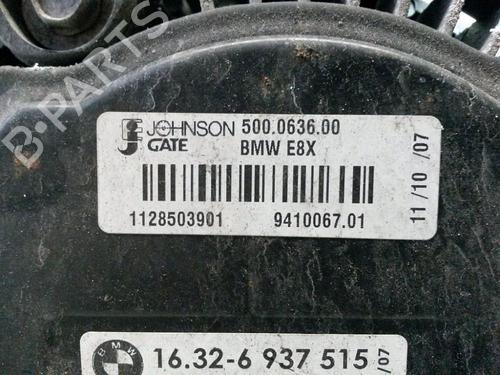 JOHNSON 500.0636.00
GATE BMW E8X
1128503901 9410067.01
11/10 /07
BMW
16.32-6 937 515
/07
B-PARTS